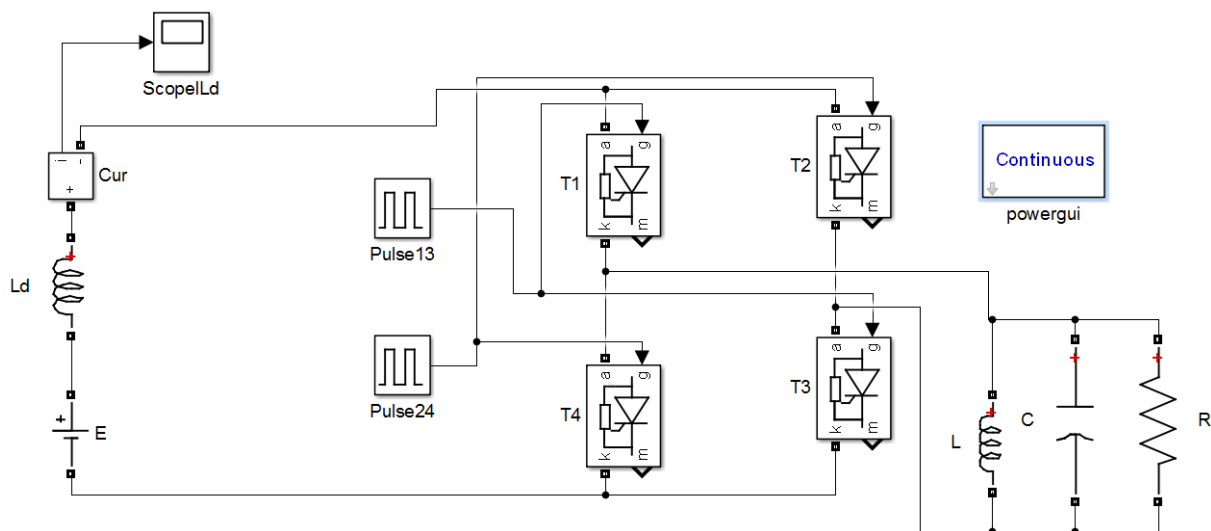 ScopeILd
i
-
+
Cur
Ld
+
E
Pulse13
Pulse24
a
g
T1
k
m
a
g
T2
k
m
a
g
T4
k
m
a
g
T3
k
m
Continuous
powergui
+
L
+
C
+
R
+